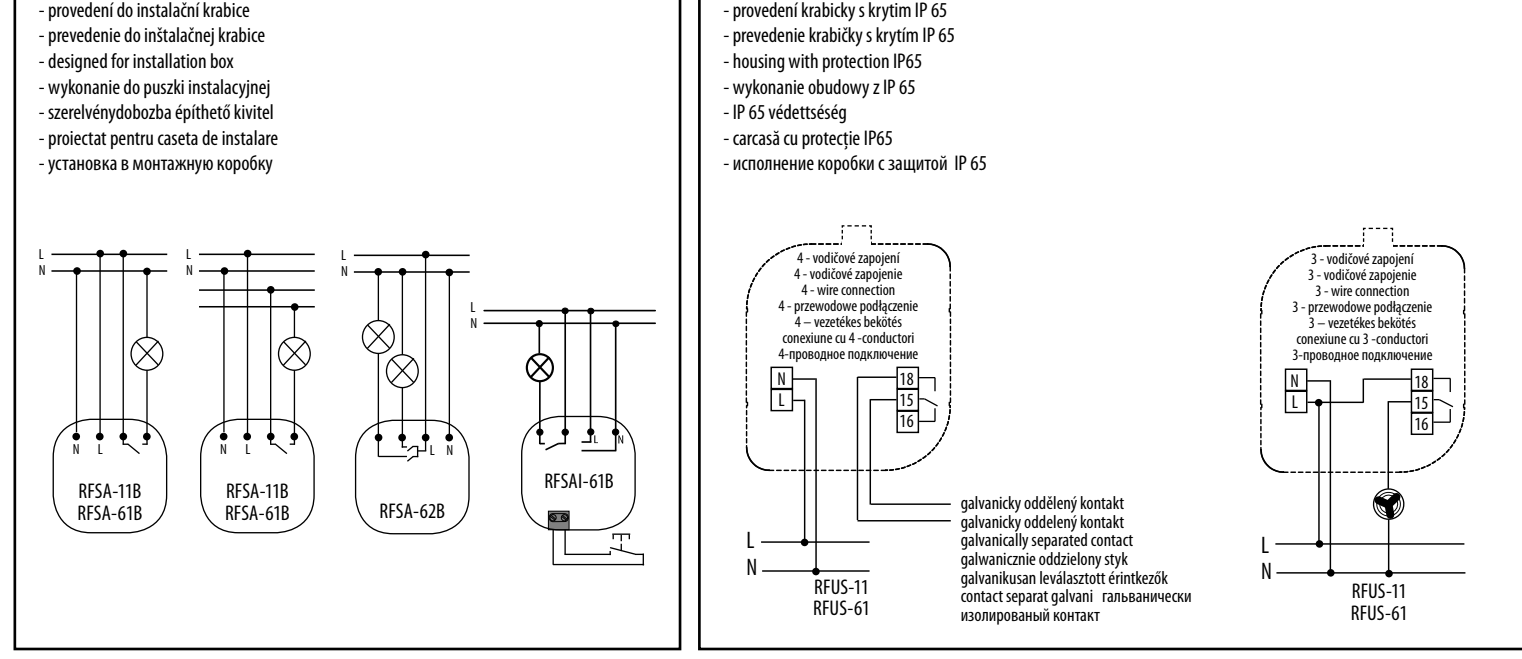 - provedení do instalační krabice
- prevedenie do inštalačnej krabice
- designed for installation box
- wykonanie do puszki instalacyjnej
- szerelvénydobozba építhető kivitel
- proiectat pentru caseta de instalare
- установка в монтажную коробку
L
N
N L
RFSA-11B
RFSA-61B
L
N
N L
RFSA-11B
RFSA-61B
L
N
L N
RFSA-62B
L
N
L N
RFSAI-61B
- provedení krabicky s krytim IP 65
- prevedenie krabičky s krytím IP 65
- housing with protection IP65
- wykonanie obudowy z IP 65
- IP 65 védettséség
- carcasă cu protecție IP65
- исполнение коробки с защитой IP 65
4 - vodičové zapojení
4 - vodičové zapojenie
4 - wire connection
4 - przewodowe podłączenie
4 – vezetékes bekötés
conexiune cu 4 -conductori
4-проводное подключение
N
L
18
15
16
galvanicky oddělený kontakt
galvanicky oddelený kontakt
galvanically separated contact
galwanicznie oddzielony styk
galvanikusan leválasztott érintkezők
contact separat galvani гальванически
изолированый контакт
L
N
RFUS-11
RFUS-61
3 - vodičové zapojení
3 - vodičové zapojenie
3 - wire connection
3 - przewodowe podłączenie
3 – vezetékes bekötés
conexiune cu 3 -conductori
3-проводное подключение
N
L
18
15
16
L
N
RFUS-11
RFUS-61